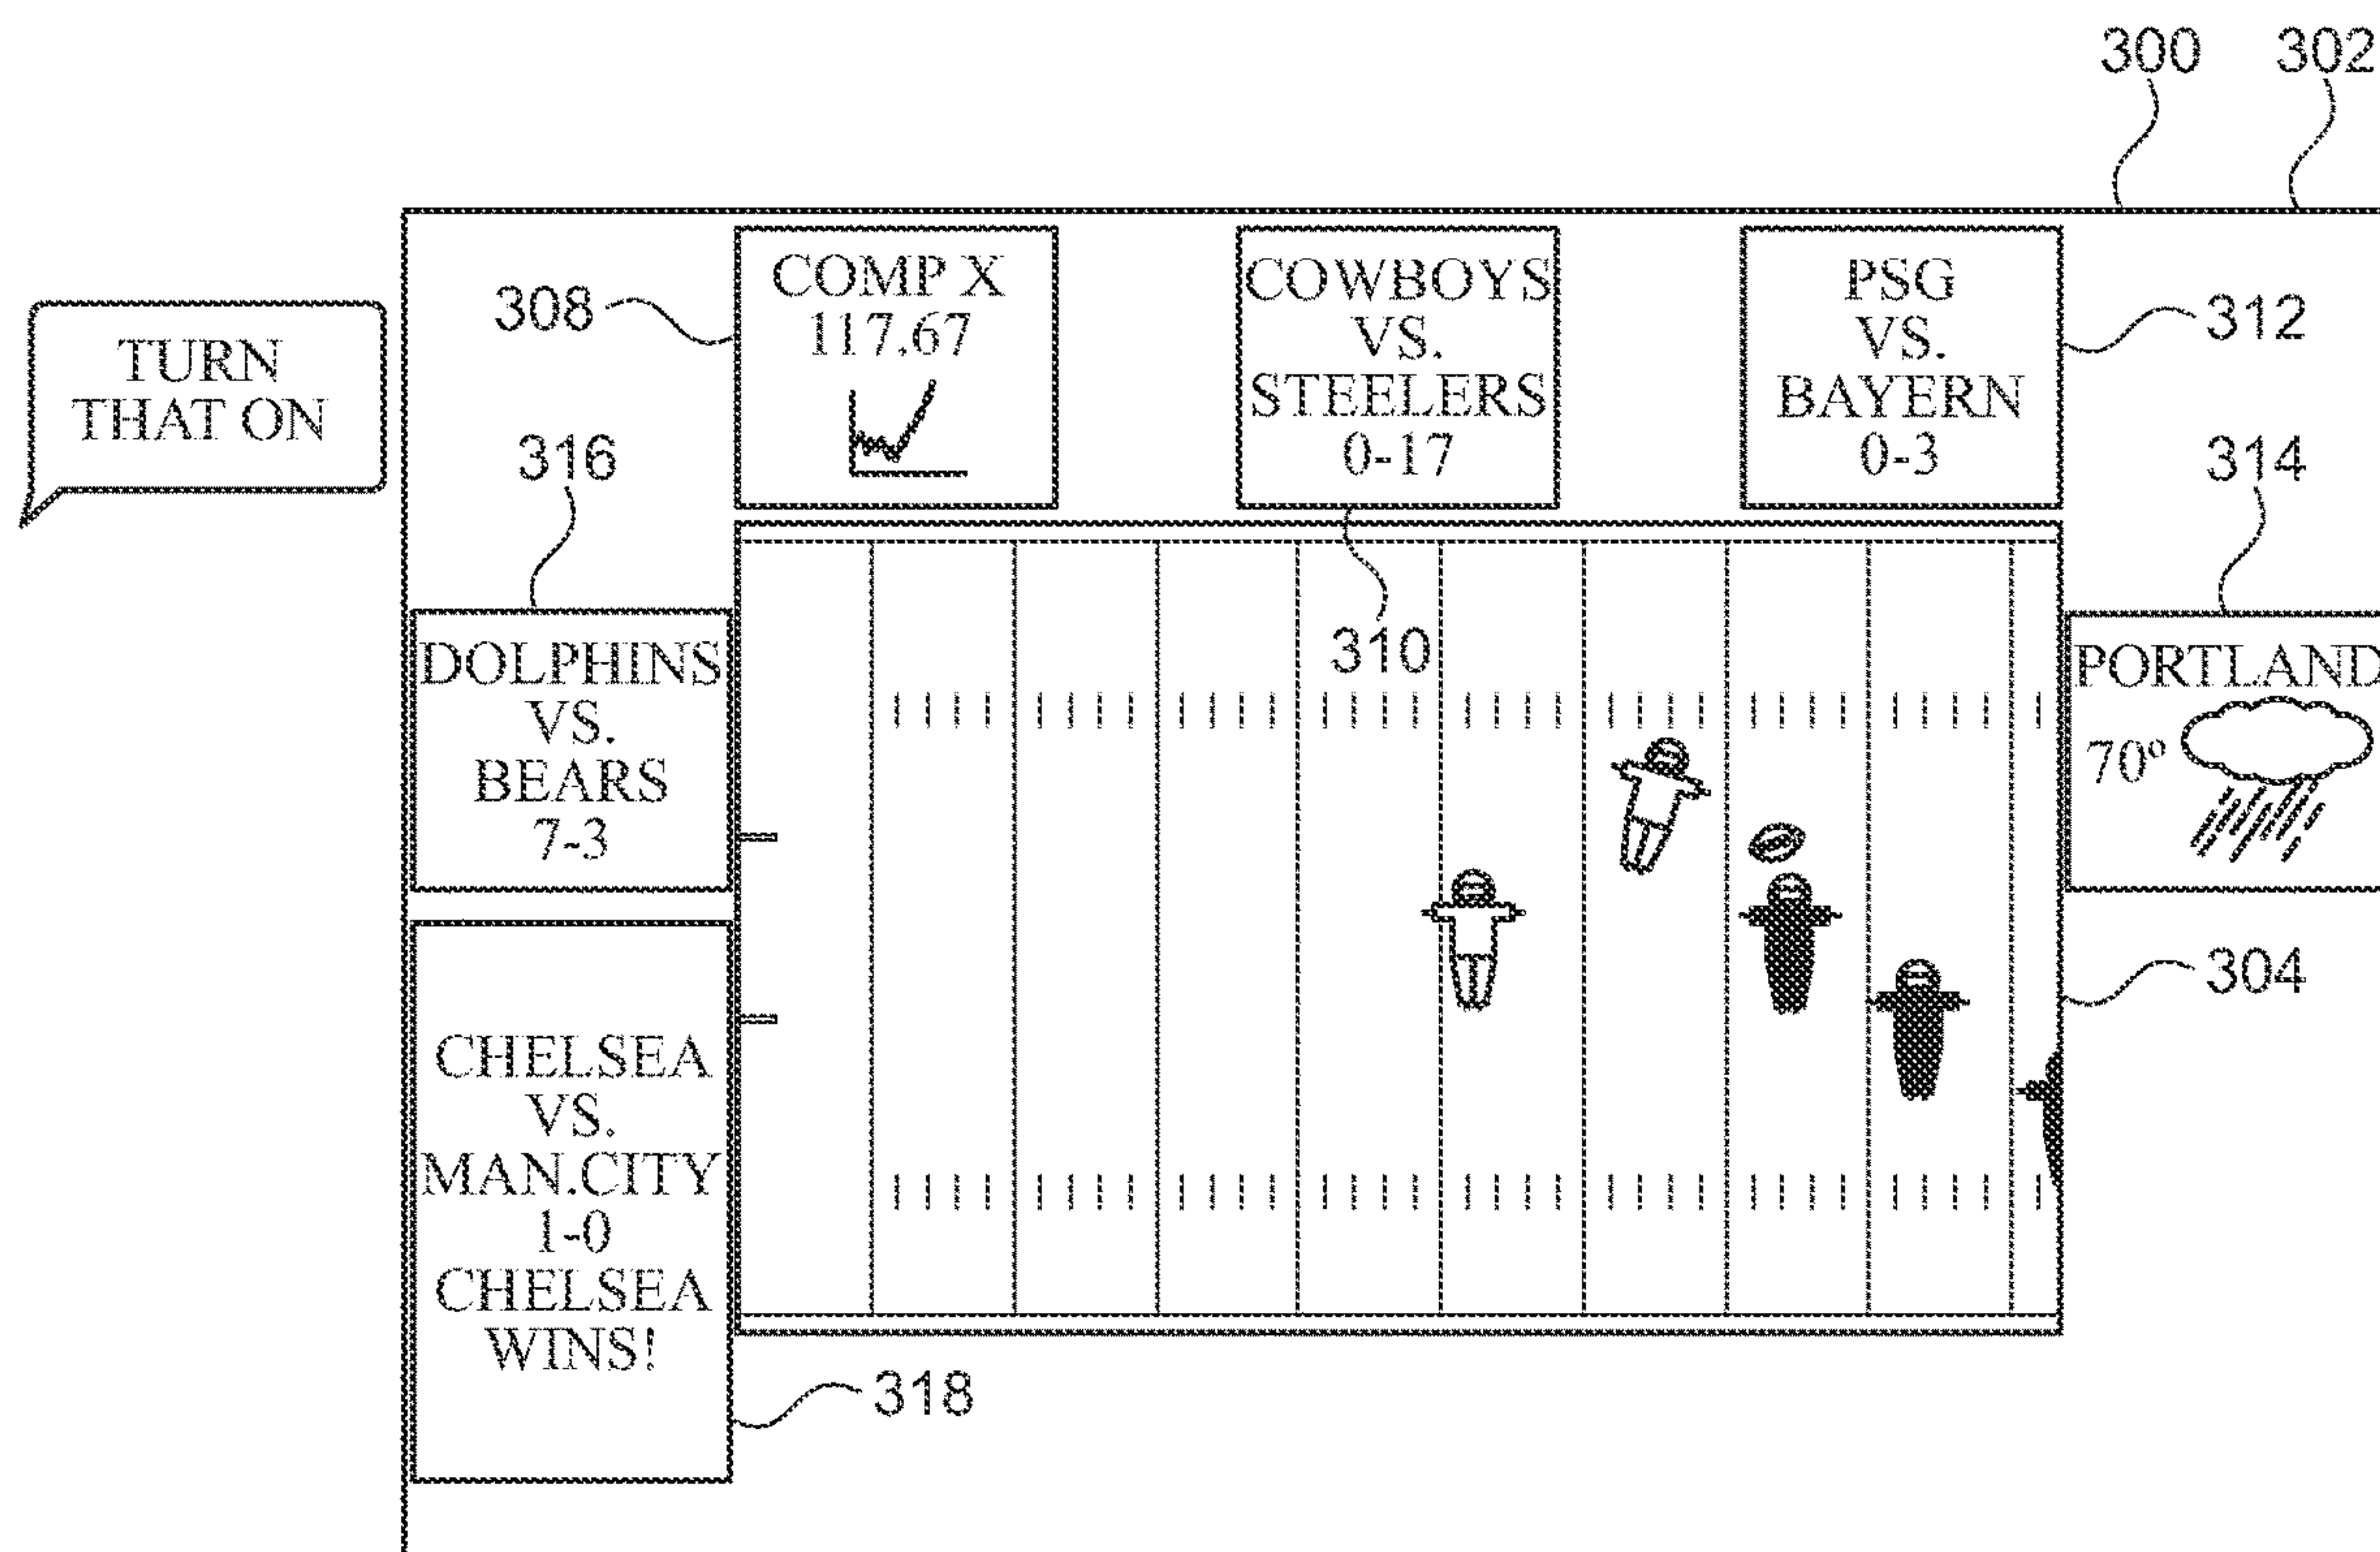 300 302
308
COMP X
117.67
COWBOYS
VS.
STEELERS
0-17
PSG
VS.
BAYERN
0-3
312
TURN
THAT ON
316
314
310
DOLPHINS
VS.
BEARS
7-3
PORTLAND
70º
304
CHELSEA
VS.
MAN.CITY
1-0
CHELSEA
WINS!
318